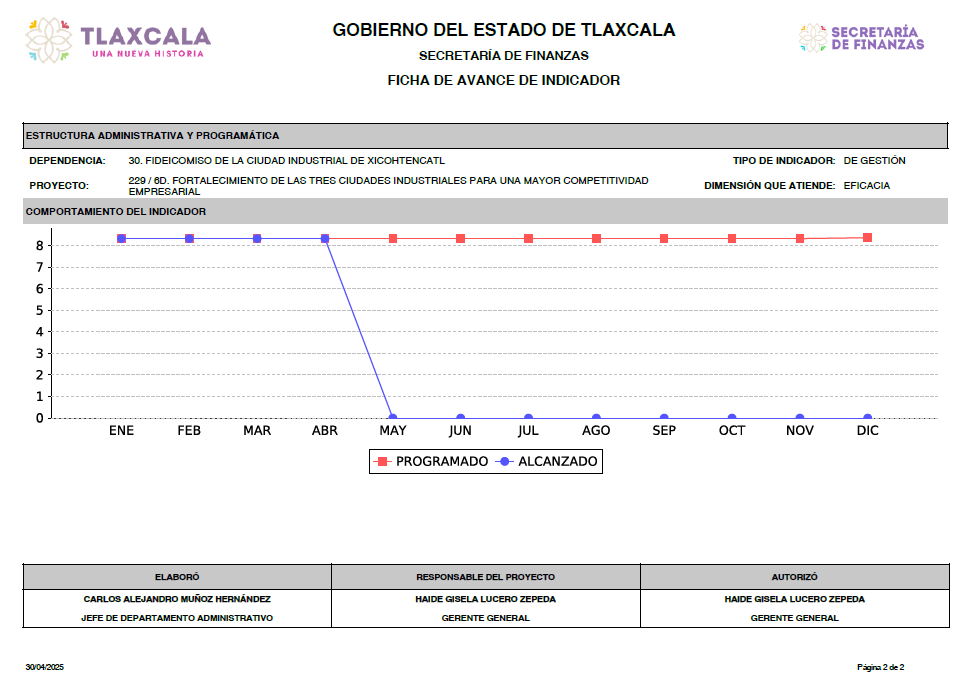 TLAXCALA
UNA NUEVA HISTORIA
GOBIERNO DEL ESTADO DE TLAXCALA
SECRETARÍA DE FINANZAS
FICHA DE AVANCE DE INDICADOR
SECRETARÍA
DE FINANZAS
ESTRUCTURA ADMINISTRATIVA Y PROGRAMÁTICA
DEPENDENCIA: 30. FIDEICOMISO DE LA CIUDAD INDUSTRIAL DE XICOHTENCATL TIPO DE INDICADOR: DE GESTIÓN
PROYECTO: 229 / 6D. FORTALECIMIENTO DE LAS TRES CIUDADES INDUSTRIALES PARA UNA MAYOR COMPETITIVIDAD
EMPRESARIAL
DIMENSIÓN QUE ATIENDE: EFICACIA
COMPORTAMIENTO DEL INDICADOR
8
7
6
5
4
3
2
1
0
ENE FEB MAR ABR MAY JUN JUL AGO SEP OCT NOV DIC
PROGRAMADO ALCANZADO
ELABORÓ RESPONSABLE DEL PROYECTO AUTORIZÓ
CARLOS ALEJANDRO MUÑOZ HERNÁNDEZ HAIDE GISELA LUCERO ZEPEDA HAIDE GISELA LUCERO ZEPEDA
JEFE DE DEPARTAMENTO ADMINISTRATIVO GERENTE GENERAL GERENTE GENERAL
30/04/2025 Página 2 de 2